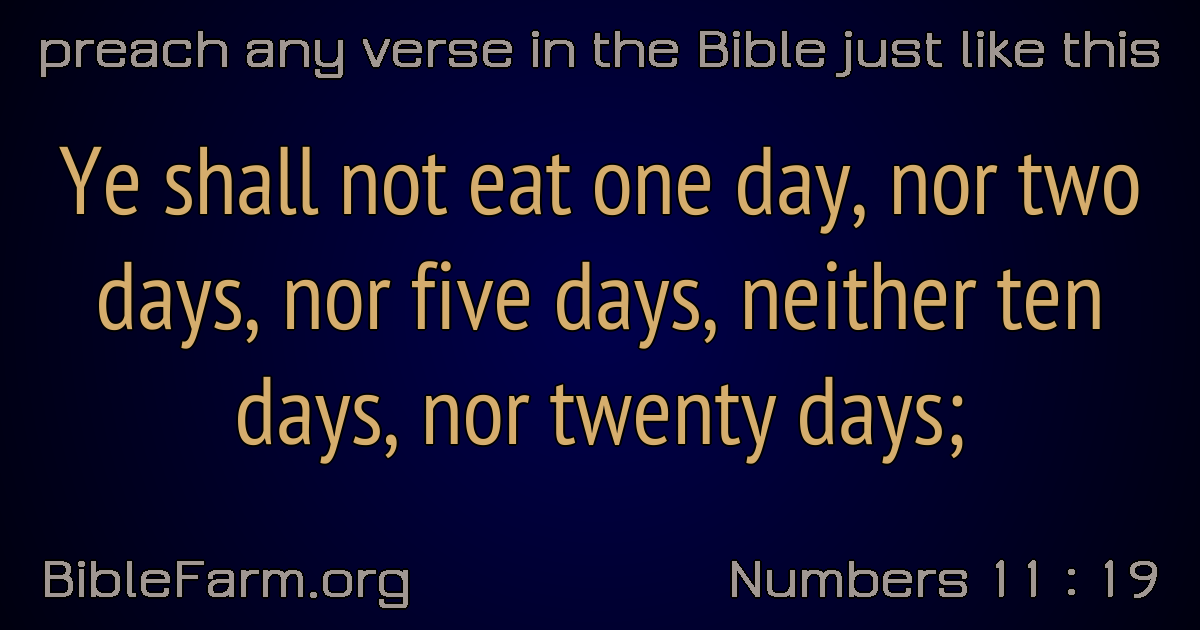 preach any verse in the Bible just like this
Ye shall not eat one day, nor two
days, nor five days, neither ten
days, nor twenty days;
BibleFarm.org
Numbers 11 : 19